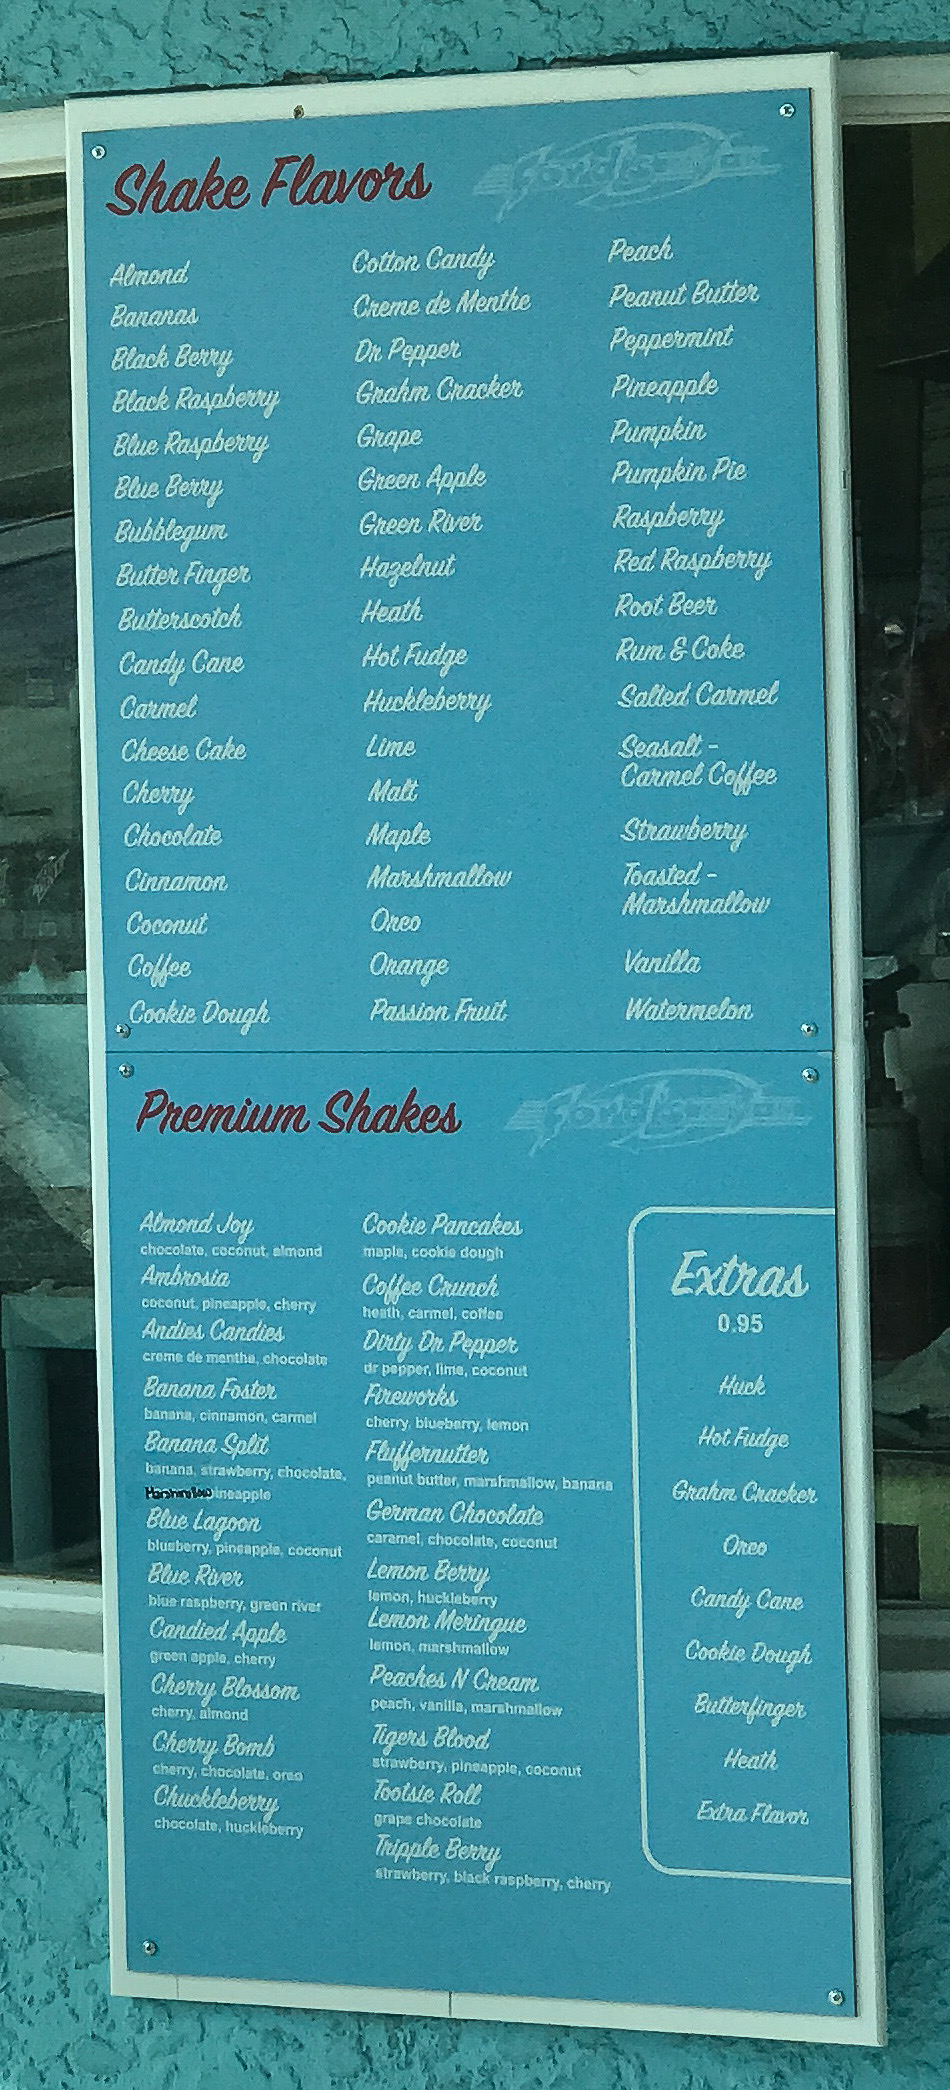 Shake Flavors
Almond
Bananas
Black Berry
Black Raspberry
Blue Raspberry
Blue Berry
Bubblegum
Butter Finger
Butterscotch
Candy Cane
Carmel
Cheese Cake
Cherry
Chocolate
Cinnamon
Coconut
Coffee
Cookie Dough
Cotton Candy
Creme de Menthe
Dr Pepper
Grahm Cracker
Grape
Green Apple
Green River
Hazelnut
Heath
Hot Fudge
Huckleberry
Lime
Malt
Maple
Marshmallow
Oreo
Orange
Passion Fruit
Peach
Peanut Butter
Peppermint
Pineapple
Pumpkin
Pumpkin Pie
Raspberry
Red Raspberry
Root Beer
Rum & Coke
Salted Carmel
Seasalt -
Carmel Coffee
Strawberry
Toasted -
Marshmallow
Vanilla
Watermelon
Premium Shakes
Almond Joy
chocolate, coconut, almond
Ambrosia
coconut, pineapple, cherry
Andies Candies
creme de menthe, chocolate
Banana Foster
banana, cinnamon, carmel
Banana Split
banana, strawberry, chocolate,
Marshmallow ineapple
Blue Lagoon
blueberry, pineapple, coconut
Blue River
blue raspberry, green river
Candied Apple
green apple, cherry
Cherry Blossom
cherry, almond
Cherry Bomb
cherry, chocolate, oreo
Chuckleberry
chocolate, huckleberry
Cookie Pancakes
maple, cookie dough
Coffee Crunch
heath, carmel, coffee
Dirty Dr Pepper
dr pepper, lime, coconut
Fireworks
cherry, blueberry, lemon
Fluffernutter
peanut butter, marshmallow, banana
German Chocolate
caramel, chocolate, coconut
Lemon Berry
lemon, huckleberry
Lemon Meringue
lemon, marshmallow
Peaches N Cream
peach, vanilla, marshmallow
Tigers Blood
strawberry, pineapple, coconut
Tootsie Roll
grape chocolate
Tripple Berry
strawberry, black raspberry, cherry
Extras
0.95
Huck
Hot Fudge
Grahm Cracker
Oreo
Candy Cane
Cookie Dough
Butterfinger
Heath
Extra Flavor